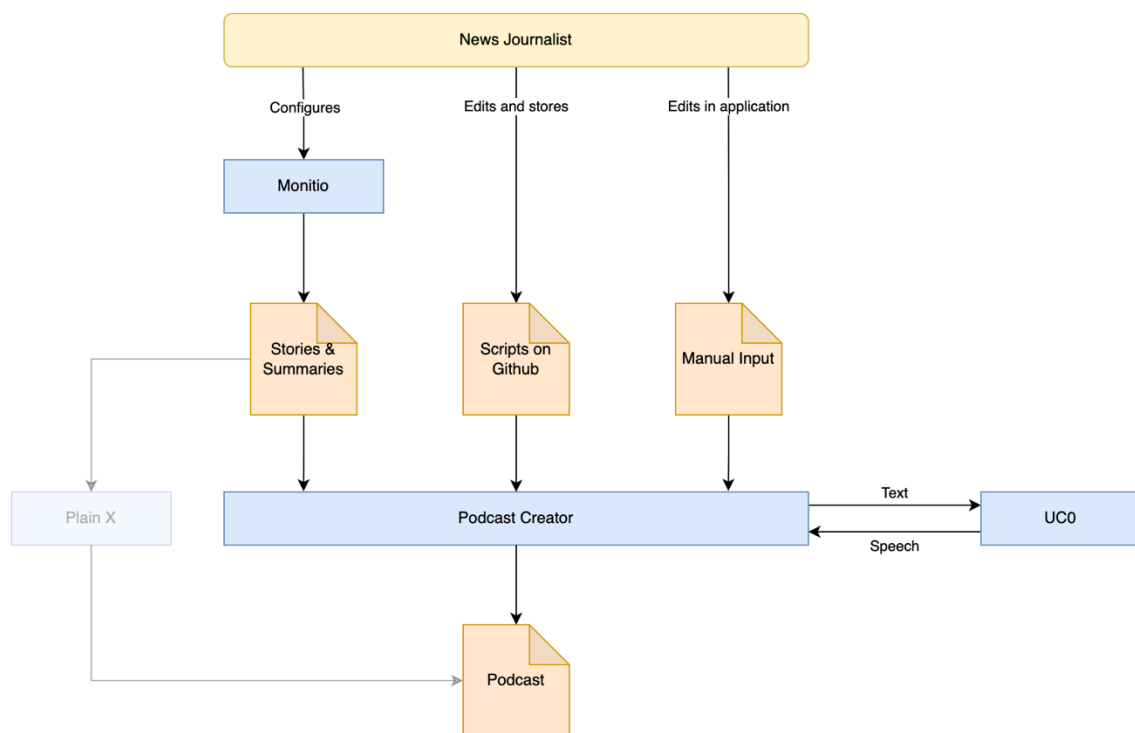 News Journalist
Configures
Edits and stores
Edits in application
Monitio
Stories &
Summaries
Scripts on
Github
Manual Input
Plain X
Podcast Creator
Text
Speech
UC0
Podcast